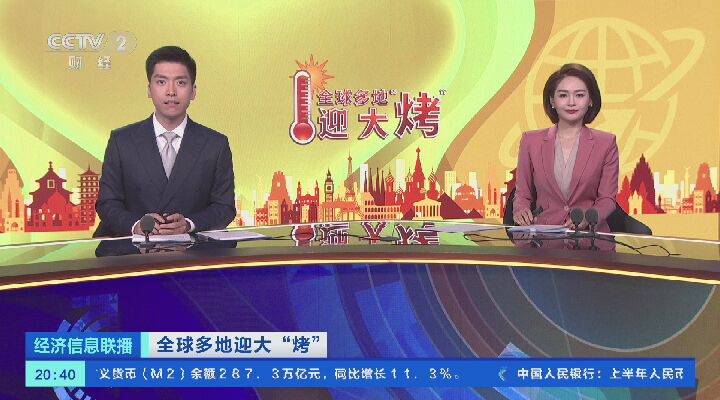 CCTV 2
财经
全球多地“
迎大烤”
经济信息联播
全球多地迎大“烤”
20:40
义货币（M2）余额287.3万亿元，同比增长11.3%。
中国人民银行：上半年人民币